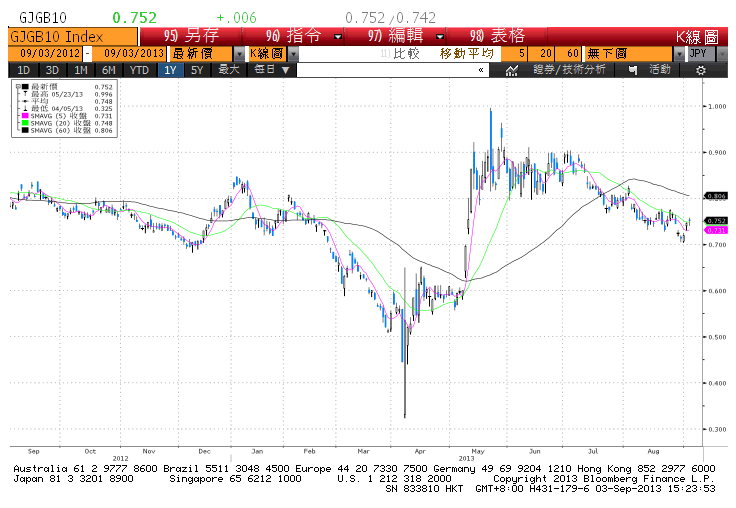 GJGB10 0.752 +.006 0.752 /0.742
GJGB10 Index 95) 另存 96) 指令 97) 編輯 98) 表格 K線圖
09/03/2012 - 09/03/2013 最新價 K線圖 比較 移動平均 5 20 60 無下圖 JPY
1D 3D 1M 6M YTD 1Y 5Y 最大 每日 ▼ « 證券/技術分析 活動
最新價 0.752
最高 05/23/13 0.996
平均 0.748
最低 04/05/13 0.325
SMAVG (5) 收盤 0.731
SMAVG (20) 收盤 0.748
SMAVG (60) 收盤 0.806
1.000
0.900
0.806
0.800
0.752
0.731
0.700
0.600
0.500
0.400
0.300
Sep Oct Nov Dec Jan Feb Mar Apr May Jun Jul Aug
2012 2013
Australia 61 2 9777 8600 Brazil 5511 3048 4500 Europe 44 20 7330 7500 Germany 49 69 9204 1210 Hong Kong 852 2977 6000
Japan 81 3 3201 8900 Singapore 65 6212 1000 U.S. 1 212 318 2000 Copyright 2013 Bloomberg Finance L.P.
SN 833810 HKT GMT+8:00 H431-179-6 03-Sep-2013 15:23:53